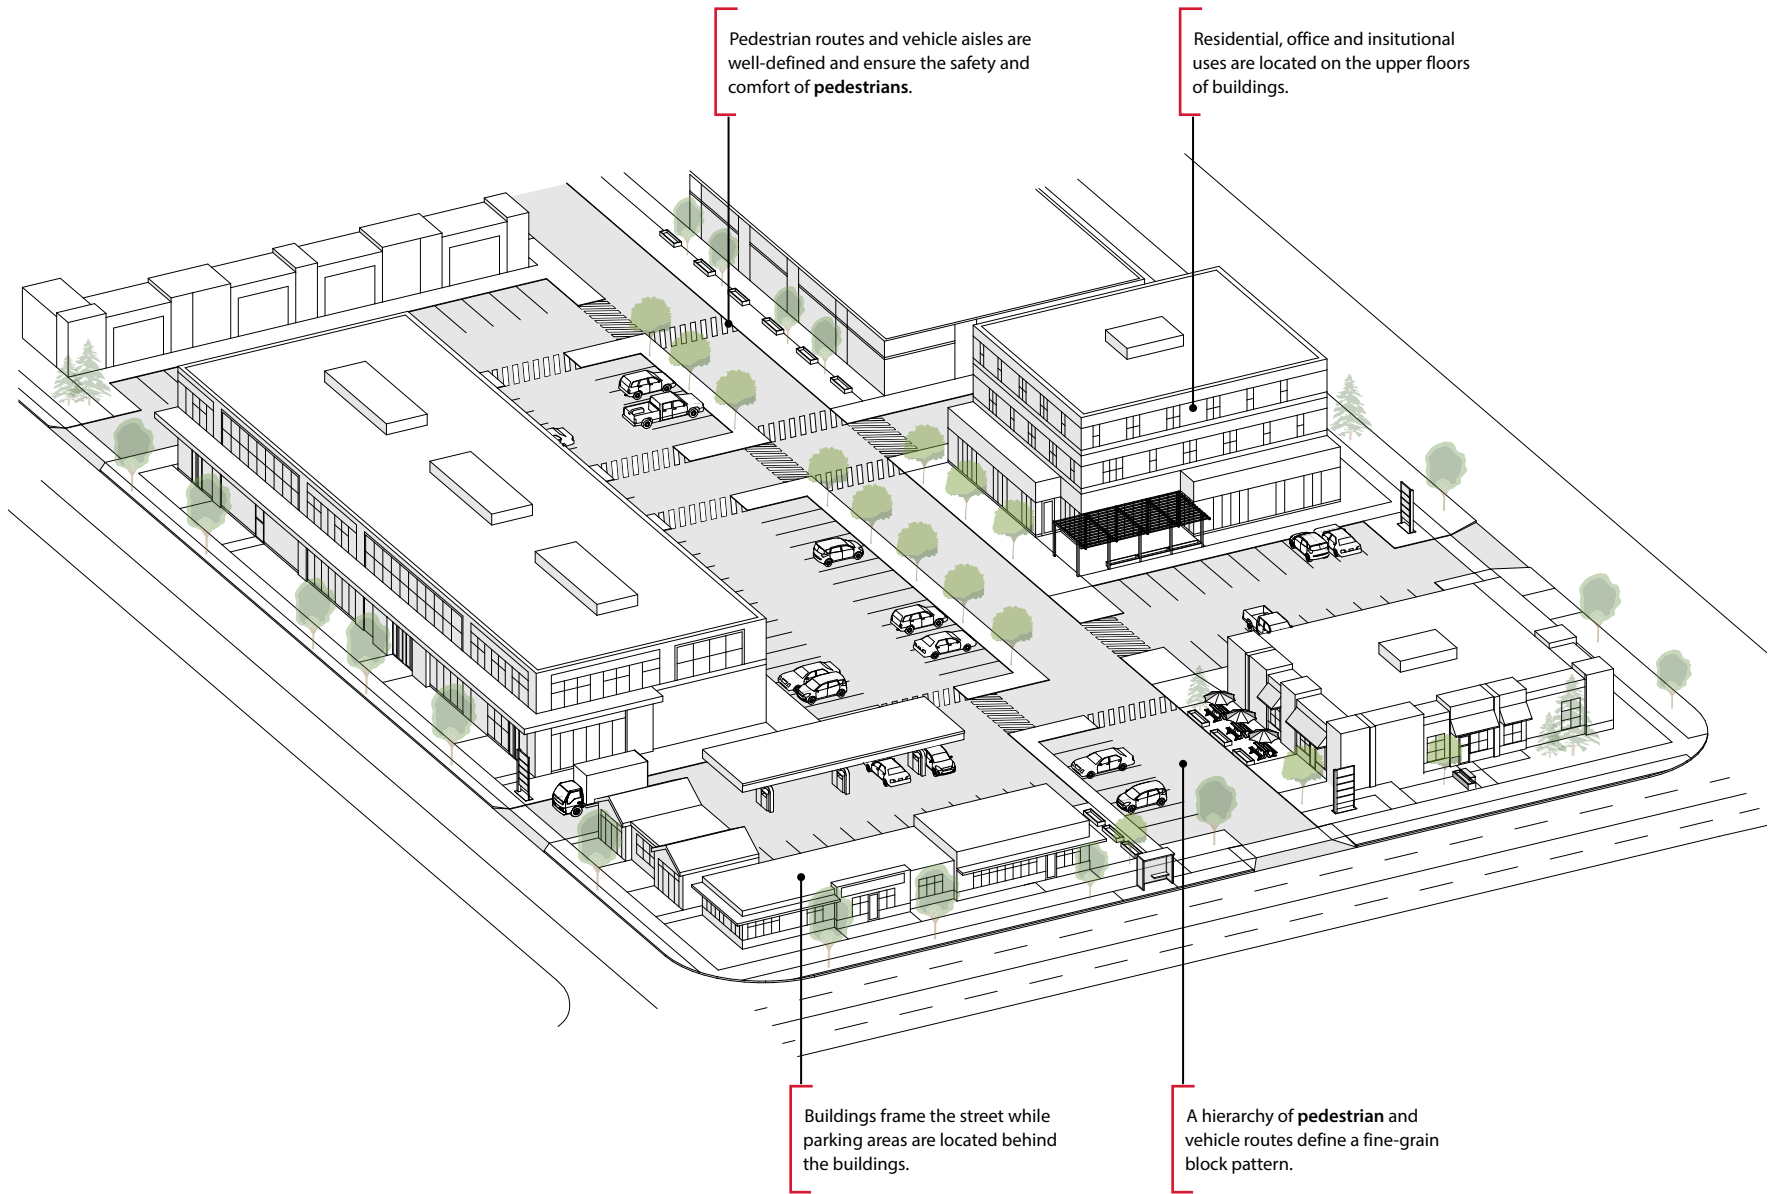 Pedestrian routes and vehicle aisles are
well-defined and ensure the safety and
comfort of pedestrians.
Residential, office and insitutional
uses are located on the upper floors
of buildings.
Buildings frame the street while
parking areas are located behind
the buildings.
A hierarchy of pedestrian and
vehicle routes define a fine-grain
block pattern.